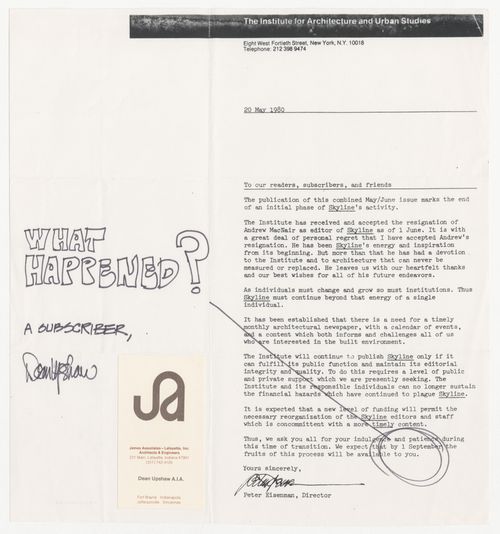 The Institute for Architecture and Urban Studies
Eight West Fortieth Street, New York, N.Y. 10018
Telephone: 212 398 9474
20 May 1980
To our readers, subscribers, and friends
The publication of this combined May/June issue marks the end
of an initial phase of Skyline's activity.
The Institute has received and accepted the resignation of
Andrew MacNair as editor of Skyline as of 1 June. It is with
a great deal of personal regret that I have accepted Andrew's
resignation. He has been Skyline's energy and inspiration
from its beginning. But more than that he has had a devotion
to the Institute and to architecture that can never be
measured or replaced. He leaves us with our heartfelt thanks
and our best wishes for all of his future endeavors.
As individuals must change and grow so must institutions. Thus
Skyline must continue beyond that energy of a single
individual.
It has been established that there is a need for a timely
monthly architectural newspaper, with a calendar of events,
and a content which both informs and challenges all of us
who are interested in the built environment.
The Institute will continue to publish Skyline only if it
can fulfill its public function and maintain its editorial
integrity and quality. To do this requires a level of public
and private support which we are presently seeking. The
Institute and its responsible individuals can no longer sustain
the financial hazards which have continued to plague Skyline.
It is expected that a new level of funding will permit the
necessary reorganization of the Skyline editors and staff
which is concommitent with a more timely content.
Thus, we ask you all for your indulgence and patience during
this time of transition. We expect that by 1 September the
fruits of this process will be available to you.
Yours sincerely,
Peter Eisenman, Director
WHAT
HAPPENED?
A SUBSCRIBER,
Dean Upshaw
Ja
James Associates - Lafayette, Inc
Architects & Engineers
Dean Upshaw A.I.A.
Fort Wayne Indianapolis